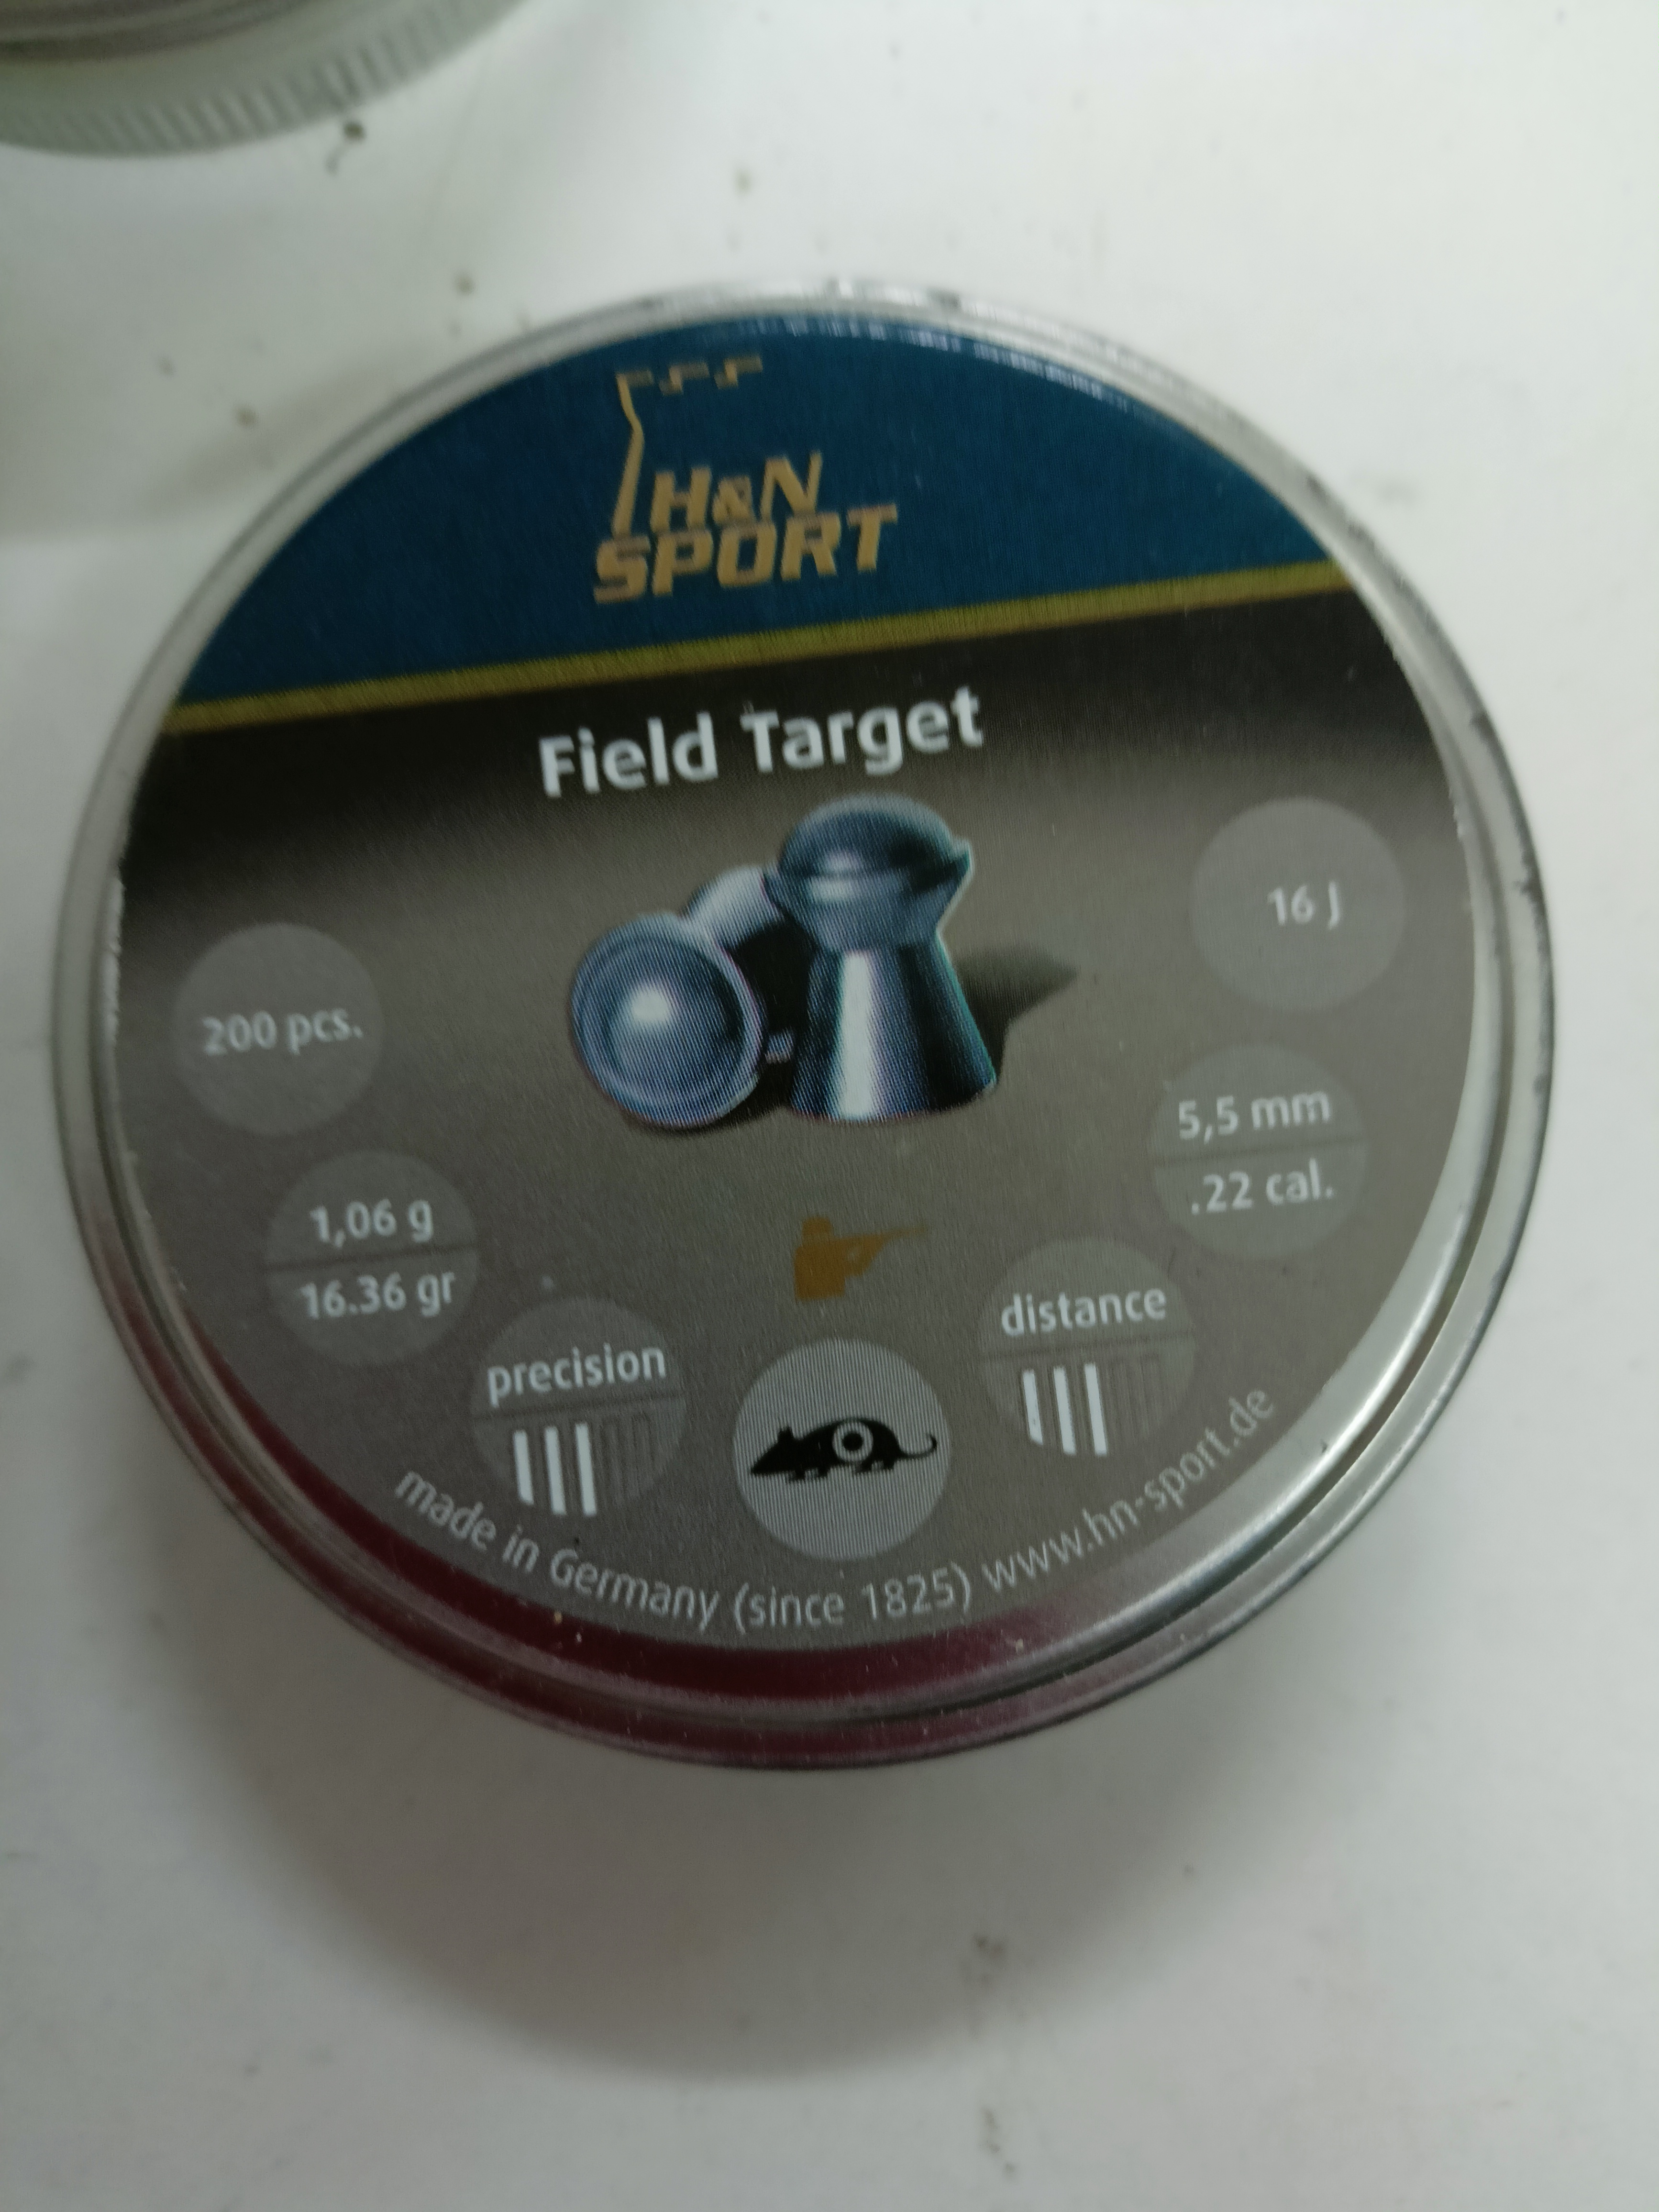 H&N
SPORT
Field Target
16 J
200 pcs.
5,5 mm
.22 cal.
1,06 g
16.36 gr
distance
precision
made in Germany (since 1825) www.hn-sport.de